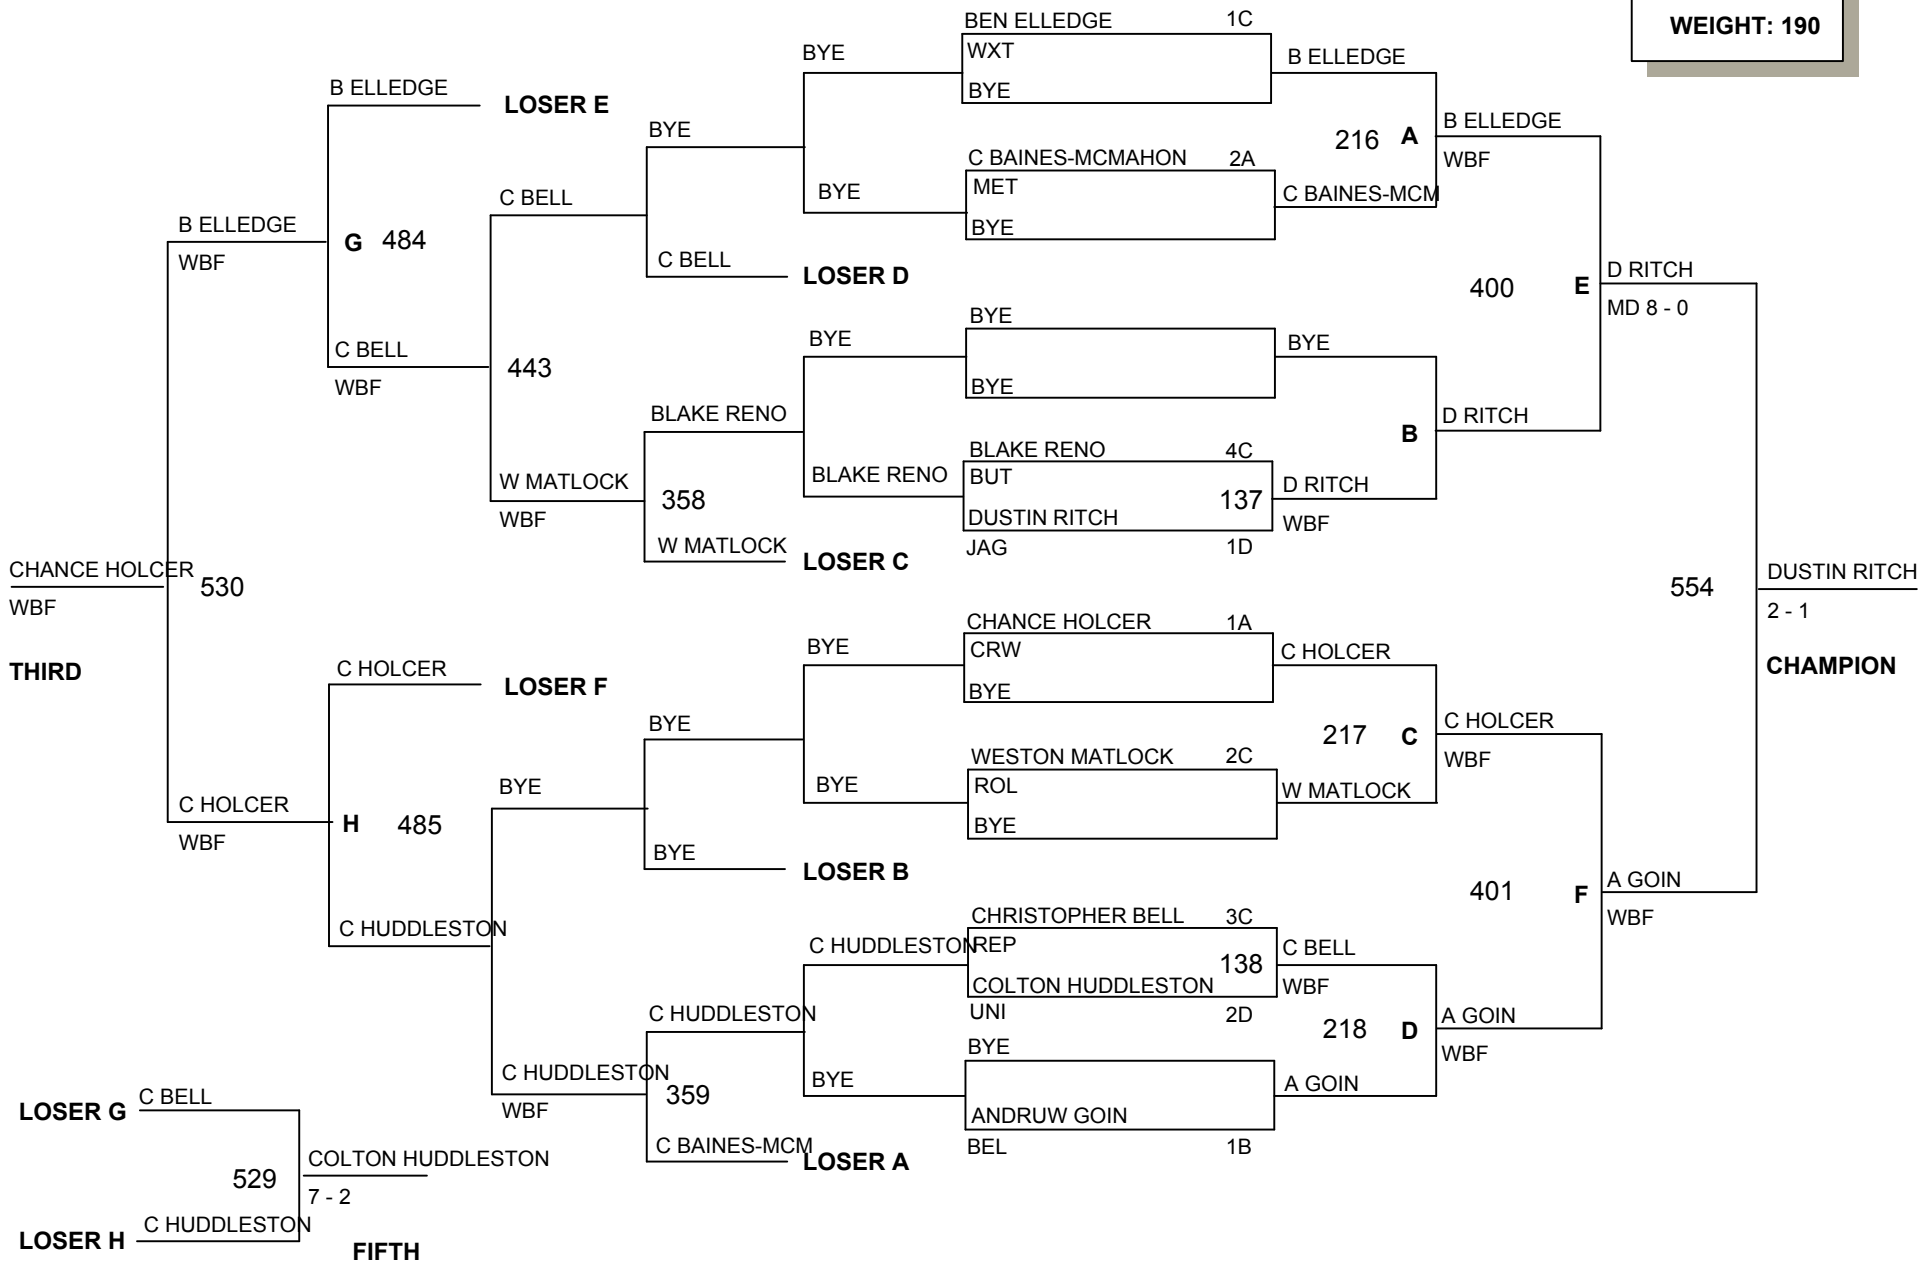 WEIGHT: 190
BEN ELLEDGE 1C
WXT
BYE
BYE
B ELLEDGE
B ELLEDGE
LOSER E
BYE
216 A
B ELLEDGE
WBF
C BAINES-MCMAHON 2A
MET
BYE
BYE
C BAINES-MCM
C BELL
B ELLEDGE
WBF
G 484
C BELL
LOSER D
400 E
D RITCH
MD 8 - 0
BYE
BYE
BYE
BYE
C BELL
WBF
443
BLAKE RENO
B
D RITCH
BLAKE RENO 4C
BUT
137
DUSTIN RITCH
JAG 1D
BLAKE RENO
D RITCH
WBF
W MATLOCK
WBF
358
W MATLOCK
LOSER C
CHANCE HOLCER
WBF
530
THIRD
554
DUSTIN RITCH
2 - 1
CHAMPION
CHANCE HOLCER 1A
CRW
BYE
BYE
C HOLCER
C HOLCER
LOSER F
BYE
217 C
C HOLCER
WBF
WESTON MATLOCK 2C
ROL
BYE
BYE
W MATLOCK
BYE
C HOLCER
WBF
H 485
BYE
LOSER B
401 F
A GOIN
WBF
CHRISTOPHER BELL 3C
REP
138
COLTON HUDDLESTON
UNI 2D
C HUDDLESTON
C BELL
WBF
C HUDDLESTON
C HUDDLESTON
218 D
A GOIN
WBF
BYE
ANDRUW GOIN
BEL 1B
BYE
A GOIN
C HUDDLESTON
WBF
359
C BAINES-MCM
LOSER A
LOSER G
C BELL
529
COLTON HUDDLESTON
7 - 2
LOSER H
C HUDDLESTON
FIFTH